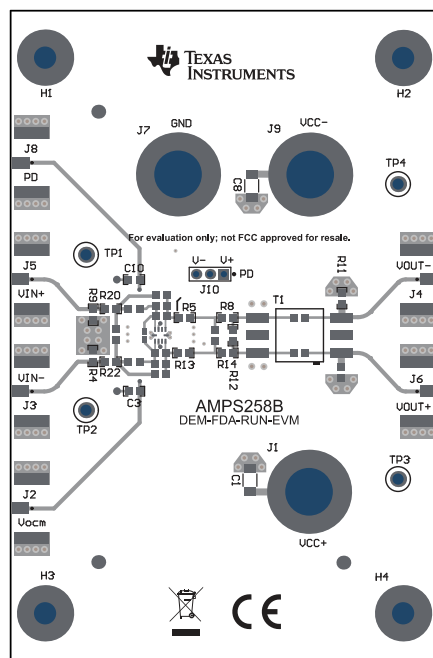 TEXAS INSTRUMENTS
H1
H2
J8
PD
J7
GND
J9
VCC-
C8
TP4
For evaluation only; not FCC approved for resale.
TP1
V-
V+
PD
J10
C10
J5
VIN+
R9
R20
R5
R8
T1
R11
VOUT-
J4
VIN-
R4
R22
R13
R14
R12
J6
VOUT+
J3
TP2
C3
AMPS258B
DEM-FDA-RUN-EVM
J1
C1
VCC+
TP3
J2
Vocm
H3
H4
CE